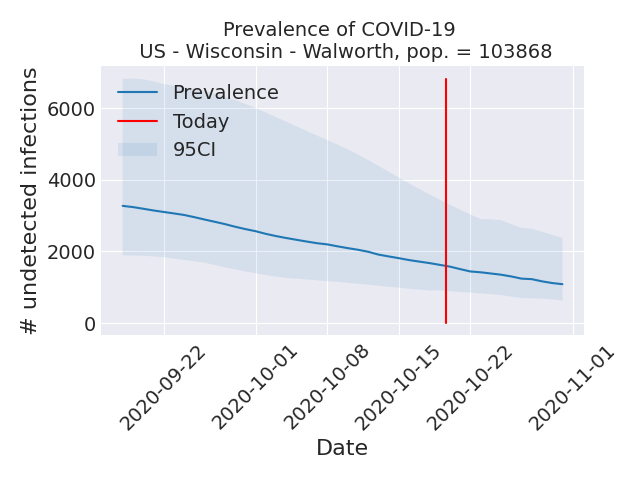 Prevalence of COVID-19
US - Wisconsin - Walworth, pop. = 103868
# undetected infections
6000
4000
2000
0
Prevalence
Today
95CI
2020-09-22
2020-10-01
2020-10-08
2020-10-15
2020-10-22
2020-11-01
Date